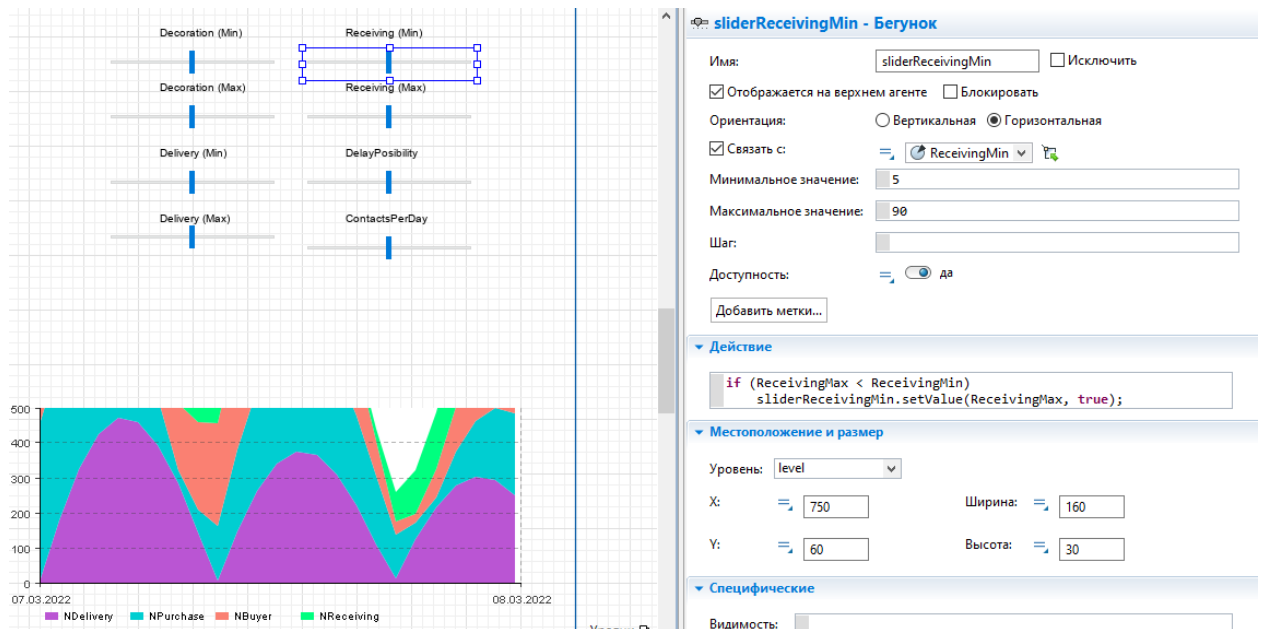 Decoration (Min)
Receiving (Min)
Decoration (Max)
Receiving (Max)
Delivery (Min)
DelayPosibility
Delivery (Max)
ContactsPerDay
500
400
300
200
100
0
07.03.2022
08.03.2022
NDelivery NPurchase NBuyer NReceiving
sliderReceivingMin - Бегунок
Имя: sliderReceivingMin Исключить
Отображается на верхнем агенте Блокировать
Ориентация: Вертикальная Горизонтальная
Связать с: ReceivingMin
Минимальное значение: 5
Максимальное значение: 90
Шаг:
Доступность: да
Добавить метки...
Действие
if (ReceivingMax < ReceivingMin)
sliderReceivingMin.setValue(ReceivingMax, true);
Местоположение и размер
Уровень: level
X: 750 Ширина: 160
Y: 60 Высота: 30
Специфические
Видимость: